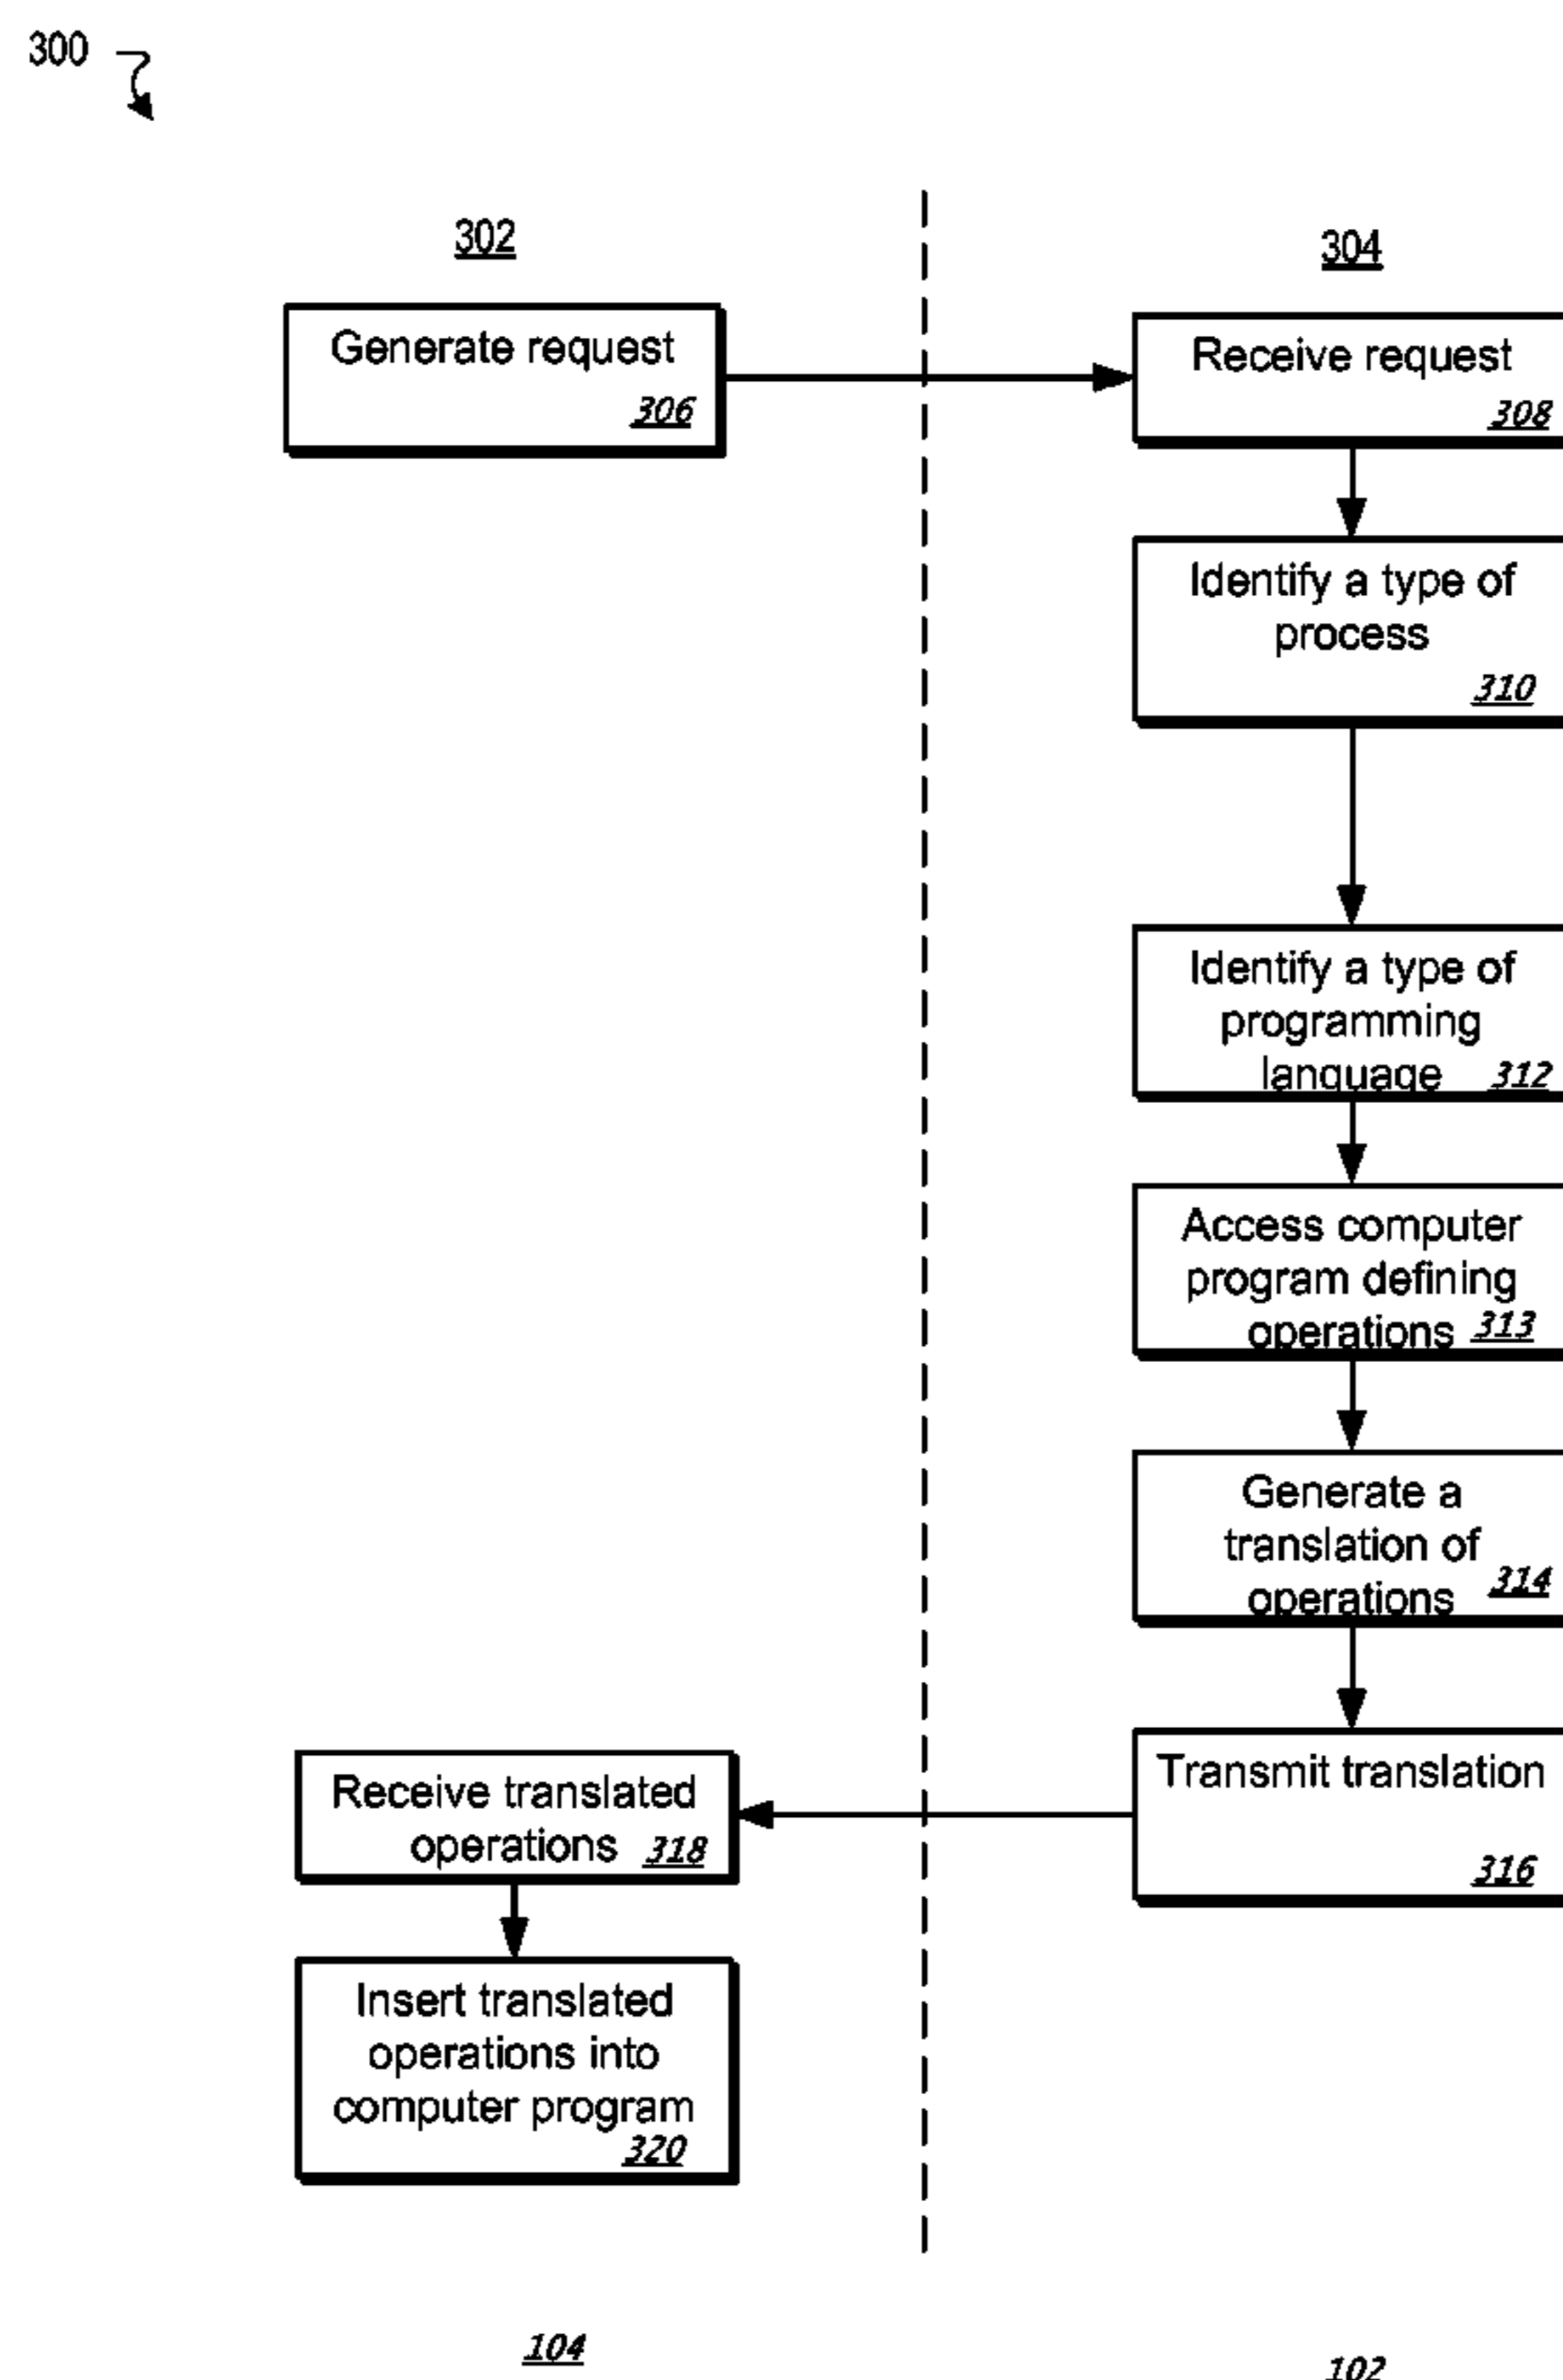 300
302
304
Generate request
306
Receive request
308
Identify a type of
process
310
Identify a type of
programming
language 312
Access computer
program defining
operations 313
Generate a
translation of
operations 314
Transmit translation
316
Receive translated
operations 318
Insert translated
operations into
computer program
320
104
102